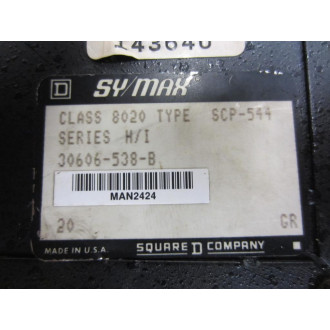 143640
D SY/MAX
CLASS 8020 TYPE SCP-544
SERIES H/I
30606-538-B
MAN2424
20 GR
MADE IN U.S.A. SQUARE D COMPANY